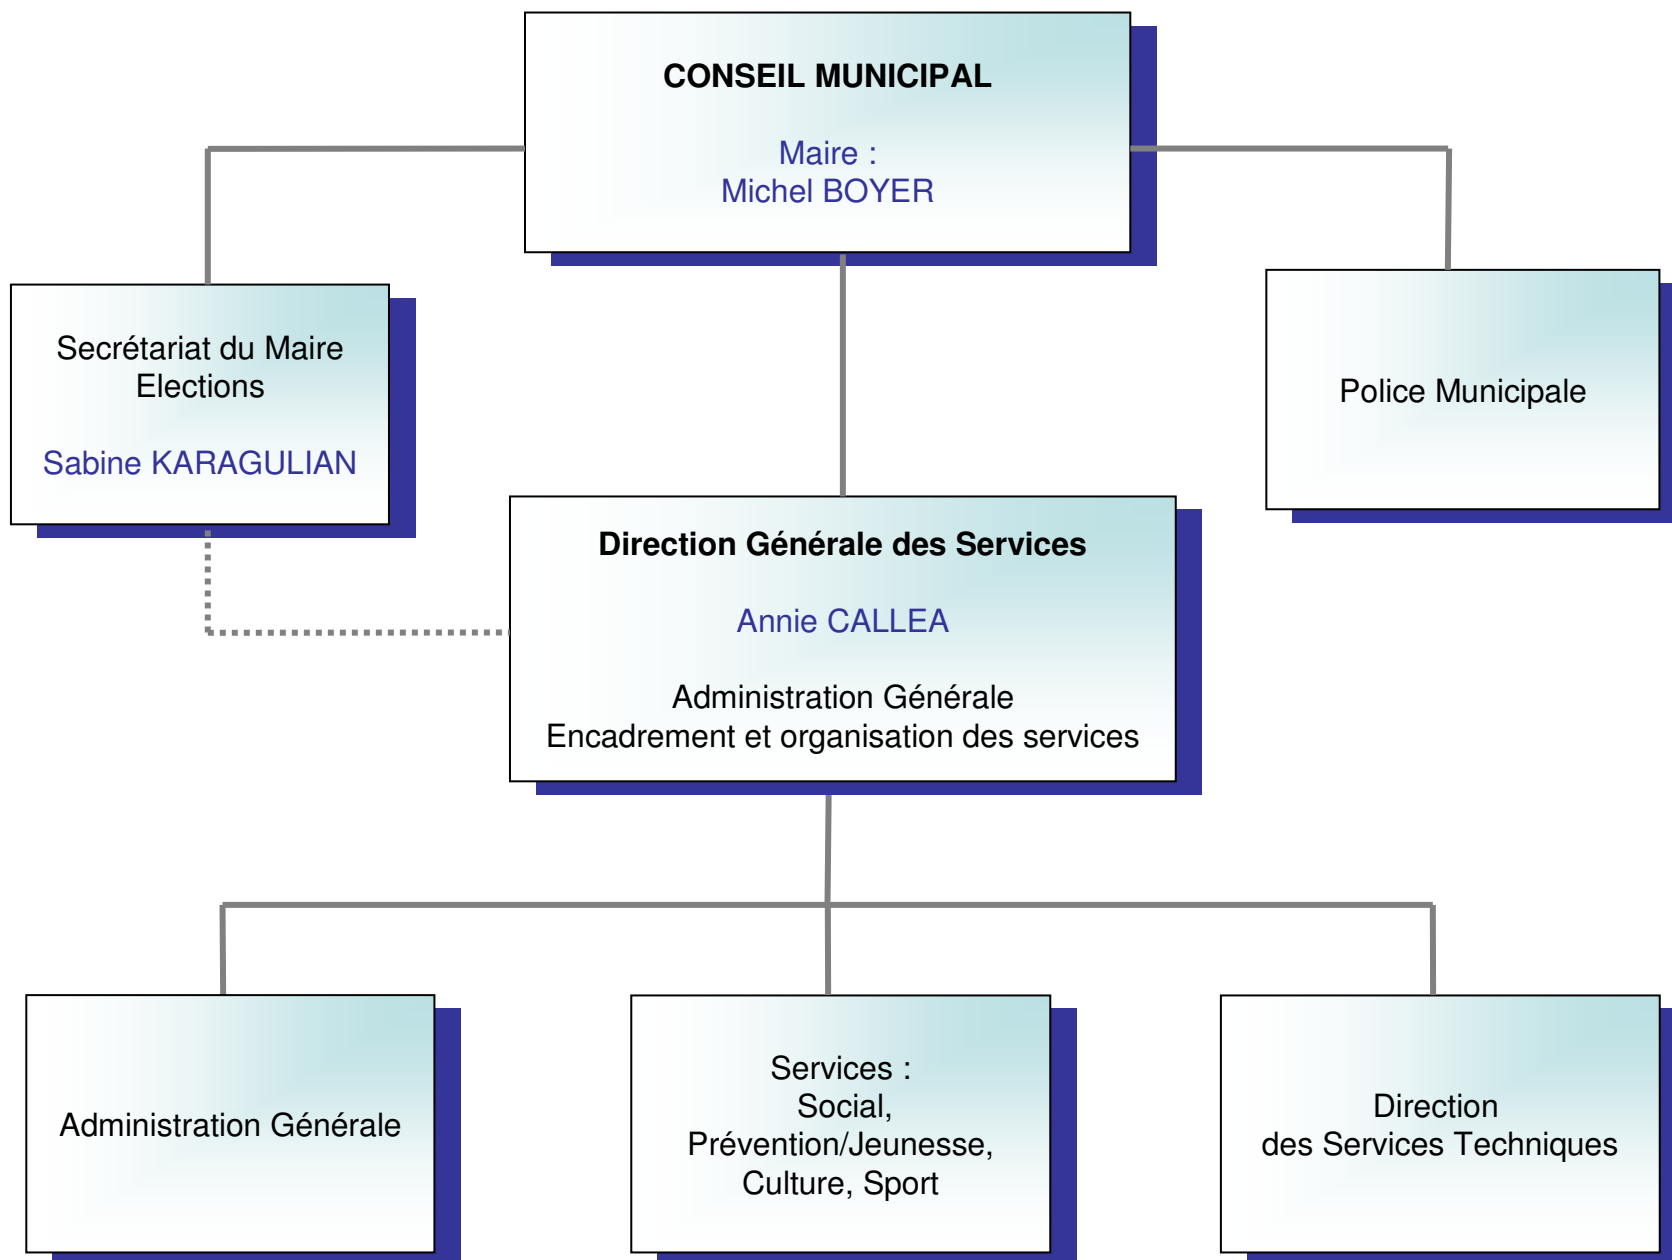 CONSEIL MUNICIPAL
Maire :
Michel BOYER
Secrétariat du Maire
Elections
Sabine KARAGULIAN
Police Municipale
Direction Générale des Services
Annie CALLEA
Administration Générale
Encadrement et organisation des services
Administration Générale
Services :
Social,
Prévention/Jeunesse,
Culture, Sport
Direction
des Services Techniques